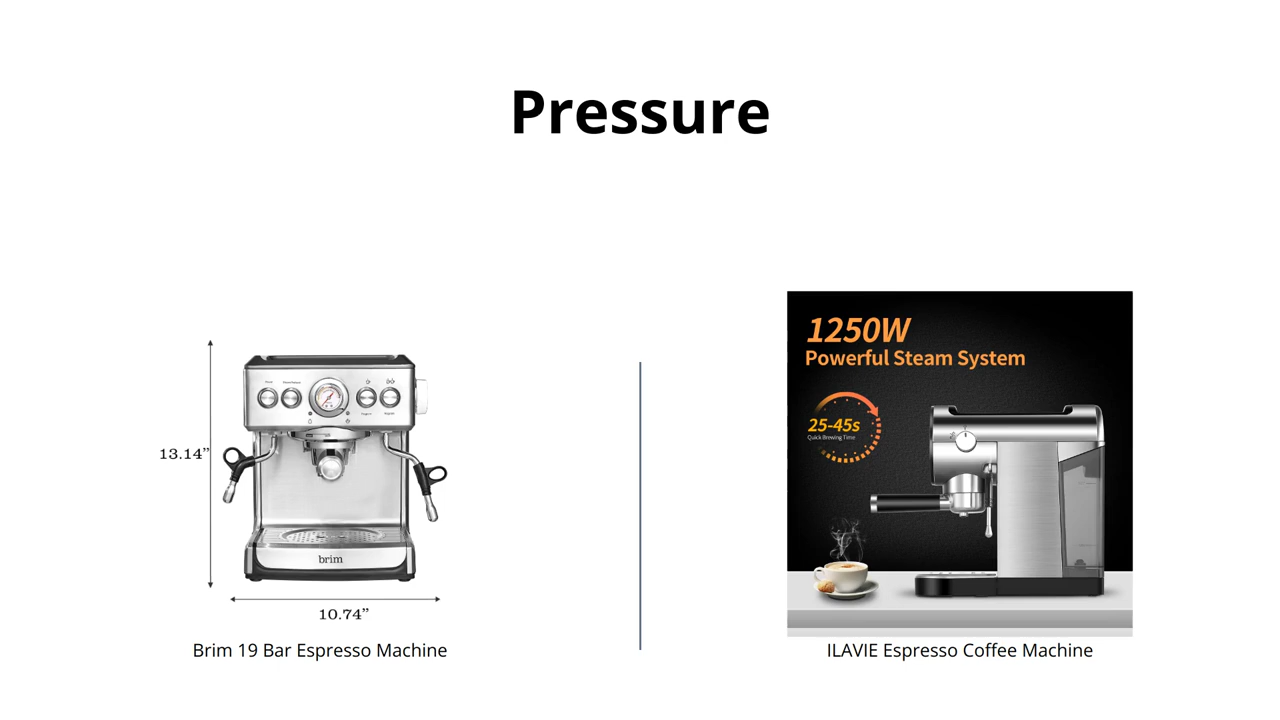 Pressure
1250W
Powerful Steam System
25-45s
Quick Brewing Time
13.14”
brim
10.74”
Brim 19 Bar Espresso Machine
ILAVIE Espresso Coffee Machine